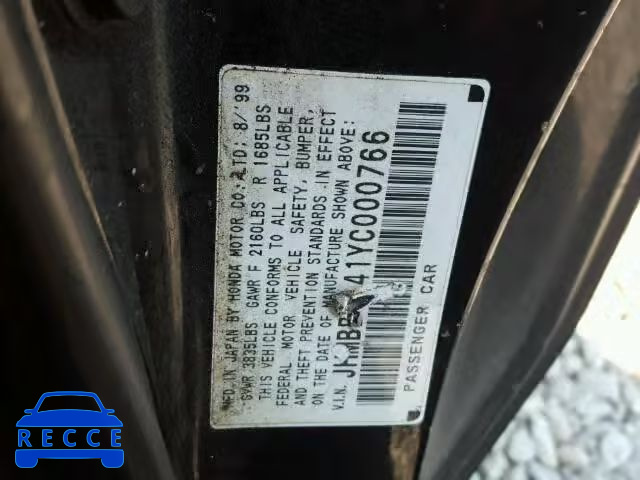 MFD. IN JAPAN BY HONDA MOTOR CO., LTD; 8/'99
GVWR 3835LBS GAWR F 2160LBS R 1685LBS
THIS VEHICLE CONFORMS TO ALL APPLICABLE
FEDERAL MOTOR VEHICLE SAFETY, BUMPER,
AND THEFT PREVENTION STANDARDS IN EFFECT
ON THE DATE OF MANUFACTURE SHOWN ABOVE:
V.I.N. JHMBB 41YC000766
PASSENGER CAR
RECCE